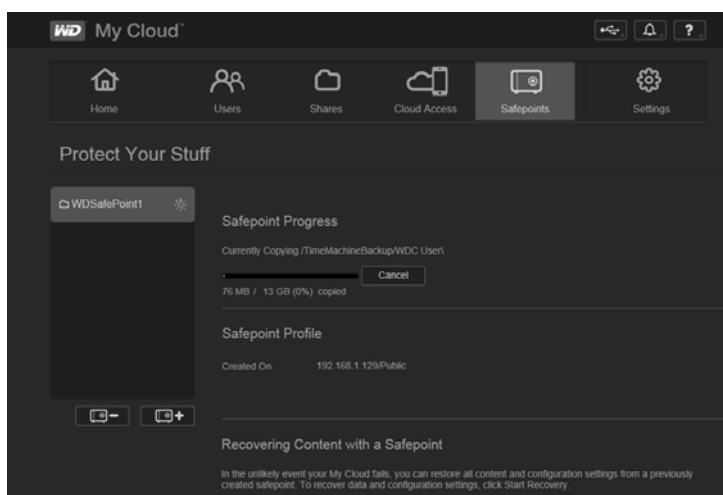 WD My Cloud™
?
Home Users Shares Cloud Access Safepoints Settings
Protect Your Stuff
WDSafePoint1
Safepoint Progress
Currently Copying /TimeMachineBackup/WDC User\
Cancel
76 MB / 13 GB (0%) copied
Safepoint Profile
Created On 192.168.1.129/Public
Recovering Content with a Safepoint
In the unlikely event your My Cloud fails, you can restore all content and configuration settings from a previously
created safepoint. To recover data and configuration settings, click Start Recovery.